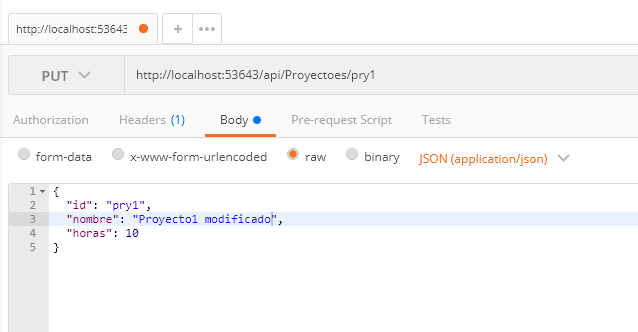 http://localhost:53643
PUT http://localhost:53643/api/Proyectoes/pry1
Authorization Headers (1) Body Pre-request Script Tests
form-data x-www-form-urlencoded raw binary JSON (application/json)
1 {
2 "id": "pry1",
3 "nombre": "Proyecto1 modificado",
4 "horas": 10
5 }